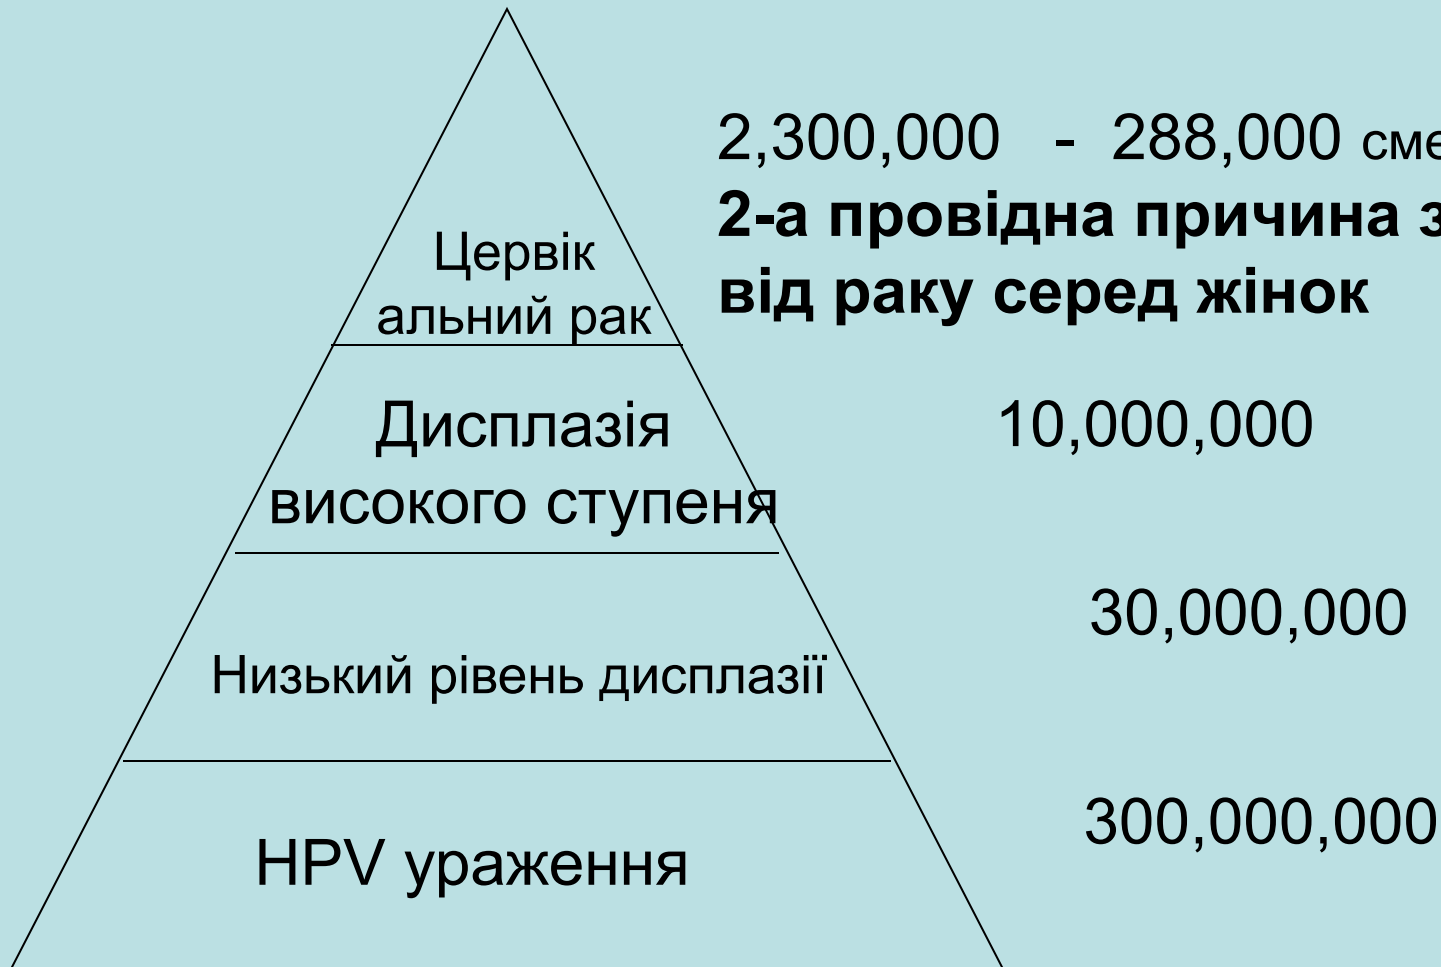 2,300,000 - 288,000
2-а провідна причина
від раку серед жінок
Цервік
альний рак
Дисплазія
високого ступеня
10,000,000
30,000,000
Низький рівень дисплазії
300,000,000
HPV ураження